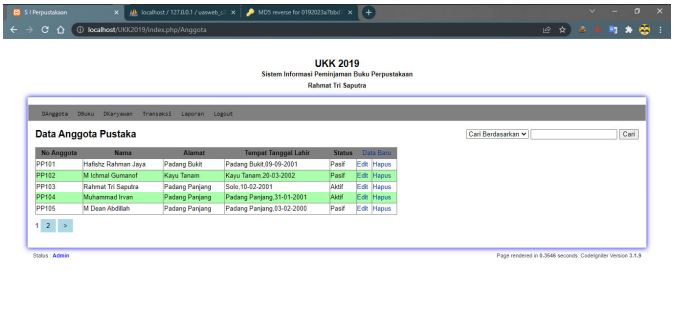 S I Perpustakaan
localhost / 127.0.0.1 / uasweb_s
MD5 reverse for 0192023a7bbd7
localhost/UKK2019/index.php/Anggota
UKK 2019
Sistem Informasi Peminjaman Buku Perpustakaan
Rahmat Tri Saputra
DAnggota DBuku DKaryawan Transaksi Laporan Logout
Data Anggota Pustaka
Cari Berdasarkan Cari
No Anggota Nama Alamat Tempat Tanggal Lahir Status Data Baru
PP101 Hafishz Rahman Jaya Padang Bukit Padang Bukit,09-09-2001 Pasif Edit Hapus
PP102 M Ichmal Gumanof Kayu Tanam Kayu Tanam,20-03-2002 Pasif Edit Hapus
PP103 Rahmat Tri Saputra Padang Panjang Solo,10-02-2001 Aktif Edit Hapus
PP104 Muhammad Irvan Padang Panjang Padang Panjang,31-01-2001 Aktif Edit Hapus
PP105 M Dean Abdillah Padang Panjang Padang Panjang,03-02-2000 Pasif Edit Hapus
1 2 >
Status : Admin
Page rendered in 0.3546 seconds. CodeIgniter Version 3.1.9